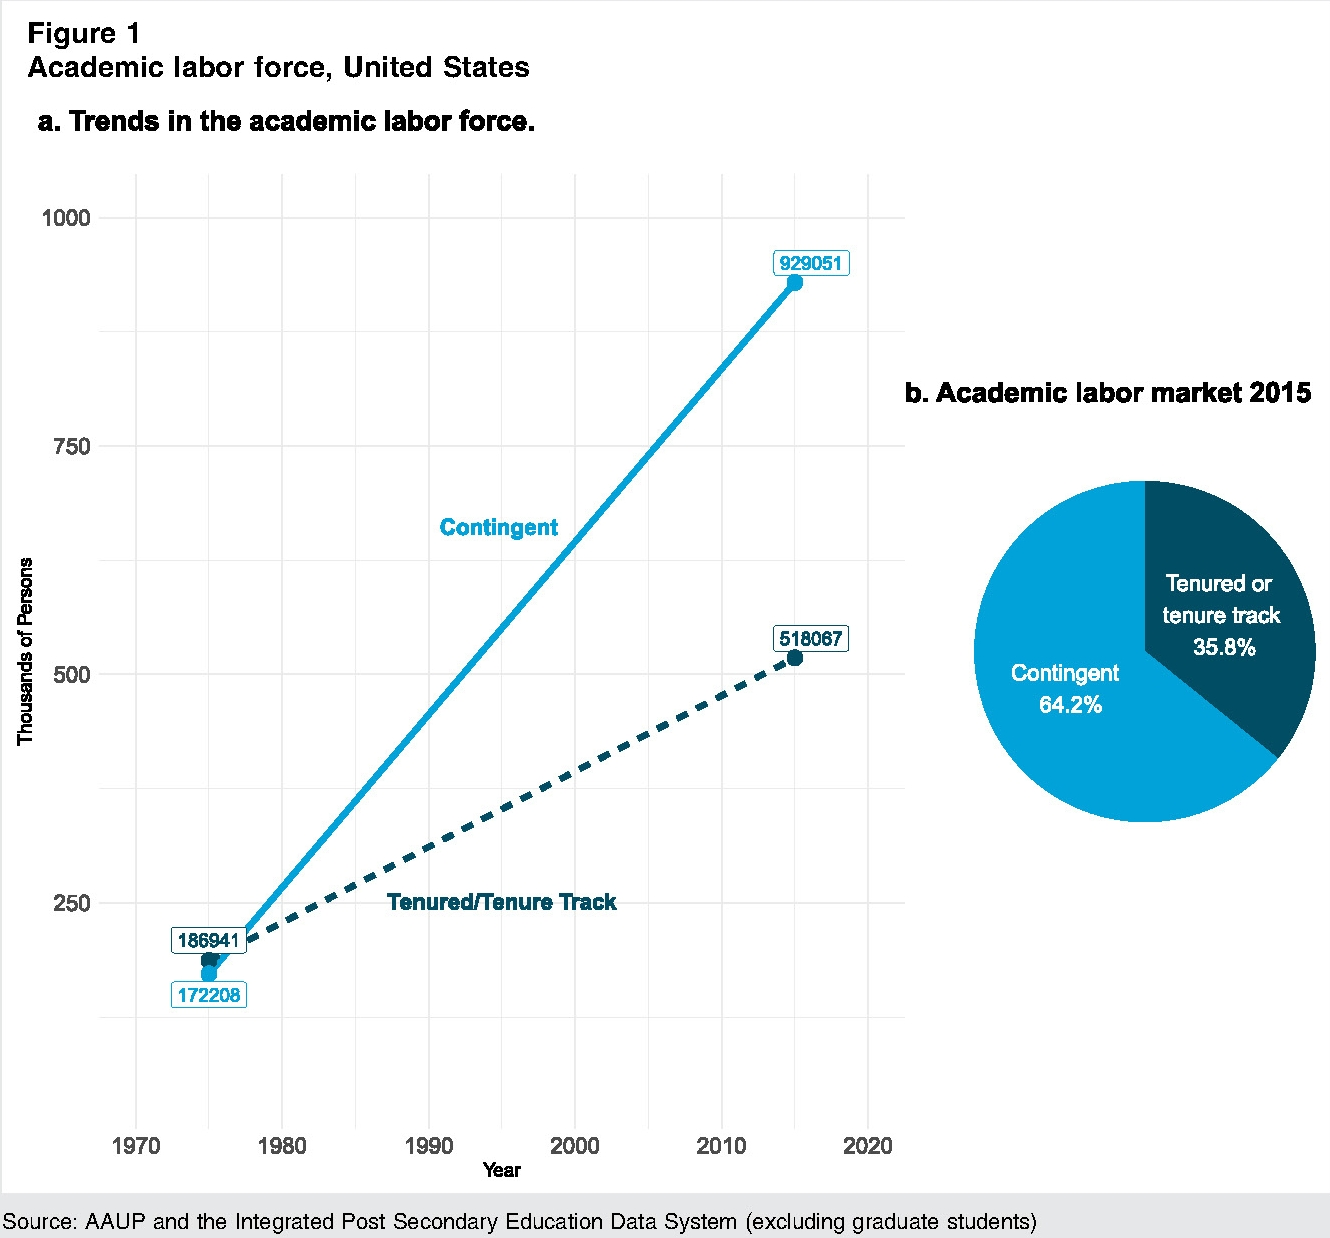 Figure 1
Academic labor force, United States
a. Trends in the academic labor force.
1000
750
500
250
Thousands of Persons
929051
Contingent
518067
Tenured/Tenure Track
186941
172208
1970 1980 1990 2000 2010 2020
Year
b. Academic labor market 2015
Tenured or
tenure track
35.8%
Contingent
64.2%
Source: AAUP and the Integrated Post Secondary Education Data System (excluding graduate students)